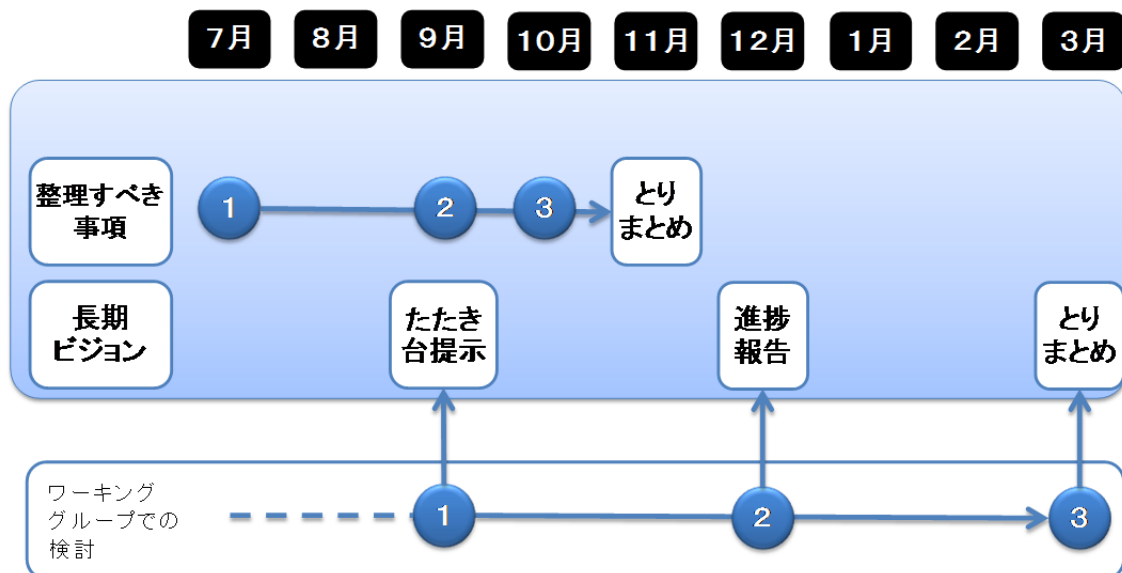 7月 8月 9月 10月 11月 12月 1月 2月 3月
整理すべき
事項
1 2 3
とり
まとめ
長期
ビジョン
たたき
台提示
進捗
報告
とり
まとめ
ワーキング
グループでの
検討
1 2 3